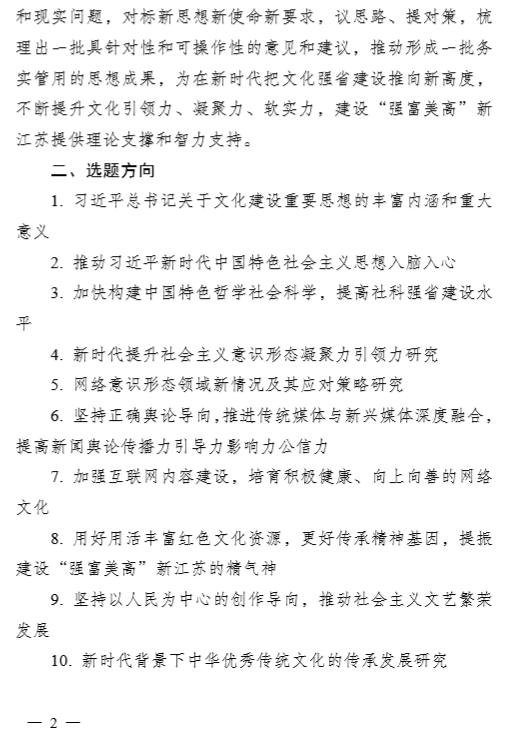 和现实问题，对标新思想新使命新要求，议思路、提对策，梳
理出一批具针对性和可操作性的意见和建议，推动形成一批务
实管用的思想成果，为在新时代把文化强省建设推向新高度，
不断提升文化引领力、凝聚力、软实力，建设“强富美高”新
江苏提供理论支撑和智力支持。
二、选题方向
1. 习近平总书记关于文化建设重要思想的丰富内涵和重大
意义
2. 推动习近平新时代中国特色社会主义思想入脑入心
3. 加快构建中国特色哲学社会科学，提高社科强省建设水
平
4. 新时代提升社会主义意识形态凝聚力引领力研究
5. 网络意识形态领域新情况及其应对策略研究
6. 坚持正确舆论导向,推进传统媒体与新兴媒体深度融合，
提高新闻舆论传播力引导力影响力公信力
7. 加强互联网内容建设，培育积极健康、向上向善的网络
文化
8. 用好用活丰富红色文化资源，更好传承精神基因，提振
建设“强富美高”新江苏的精气神
9. 坚持以人民为中心的创作导向，推动社会主义文艺繁荣
发展
10. 新时代背景下中华优秀传统文化的传承发展研究
— 2 —